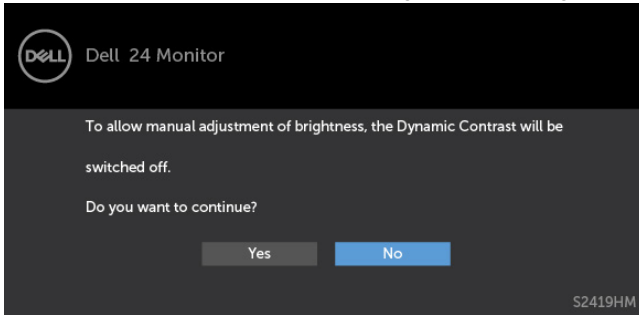 DELL
Dell 24 Monitor
To allow manual adjustment of brightness, the Dynamic Contrast will be
switched off.
Do you want to continue?
Yes No
S2419HM